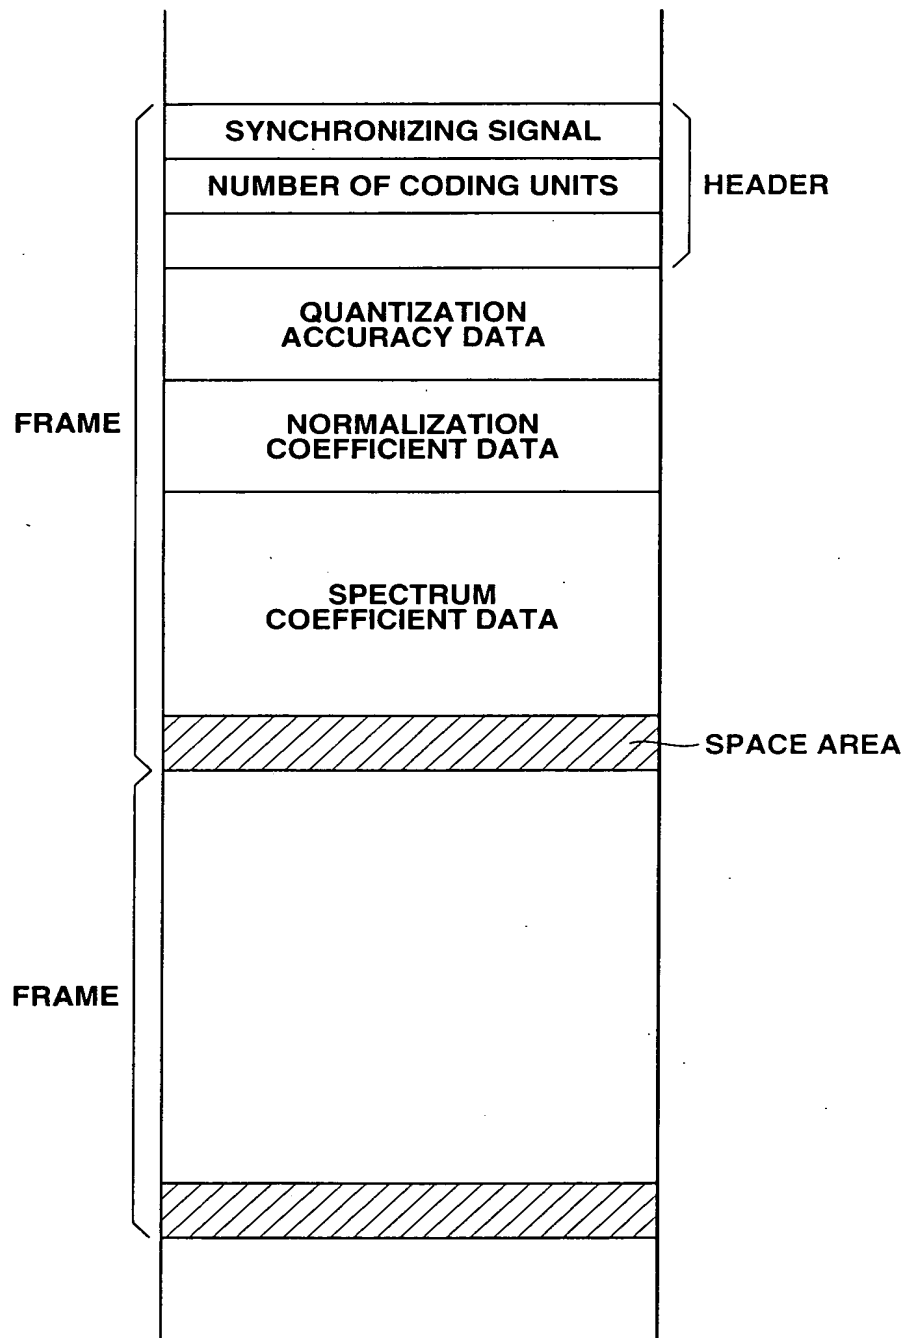 SYNCHRONIZING SIGNAL
NUMBER OF CODING UNITS
HEADER
QUANTIZATION
ACCURACY DATA
FRAME
NORMALIZATION
COEFFICIENT DATA
SPECTRUM
COEFFICIENT DATA
SPACE AREA
FRAME